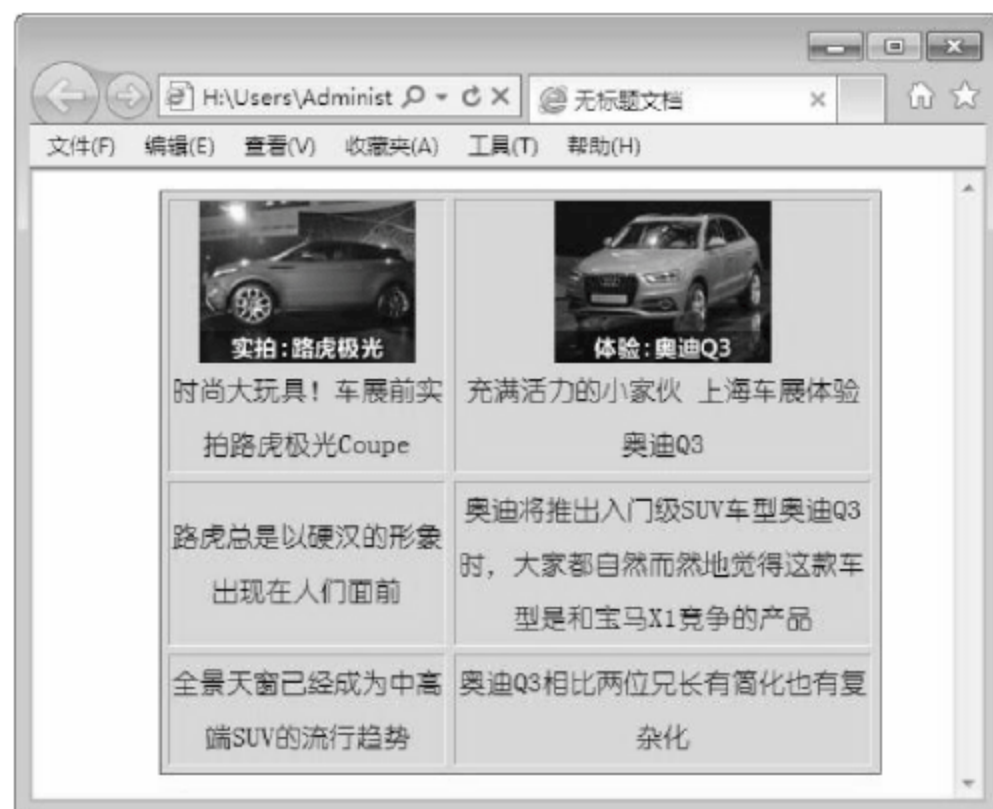 H:\Users\Administ
无标题文档
文件(F) 编辑(E) 查看(V) 收藏夹(A) 工具(T) 帮助(H)
实拍:路虎极光
时尚大玩具！车展前实
拍路虎极光Coupe
体验:奥迪Q3
充满活力的小家伙 上海车展体验
奥迪Q3
路虎总是以硬汉的形象
出现在人们面前
奥迪将推出入门级SUV车型奥迪Q3
时，大家都自然而然地觉得这款车
型是和宝马X1竞争的产品
全景天窗已经成为中高
端SUV的流行趋势
奥迪Q3相比两位兄长有简化也有复
杂化